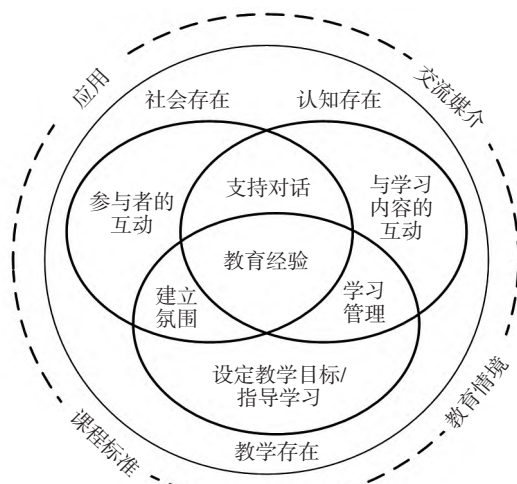 应用
交流媒介
社会存在
认知存在
参与者的
互动
支持对话
与学习
内容的
互动
教育经验
建立
氛围
学习
管理
设定教学目标/
指导学习
教学存在
课程标准
教育情境